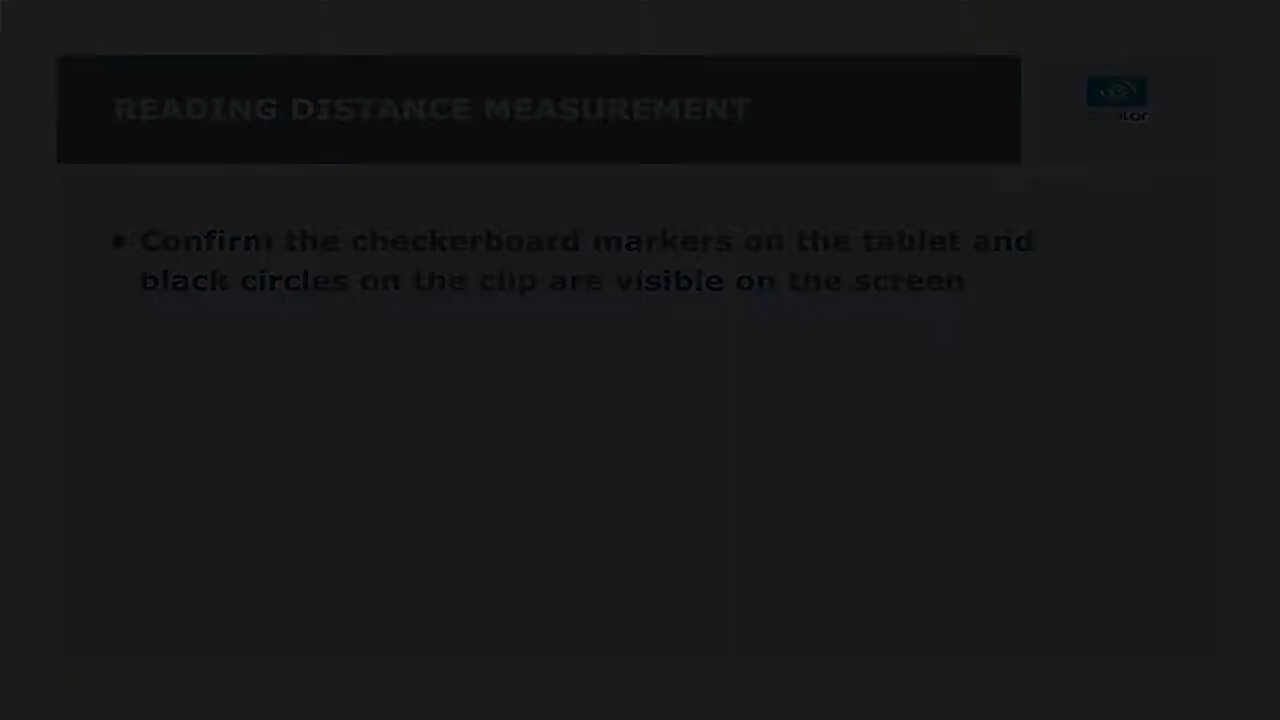 READING DISTANCE MEASUREMENT
• Confirm the checkerboard markers on the tablet and
black circles on the clip are visible on the screen